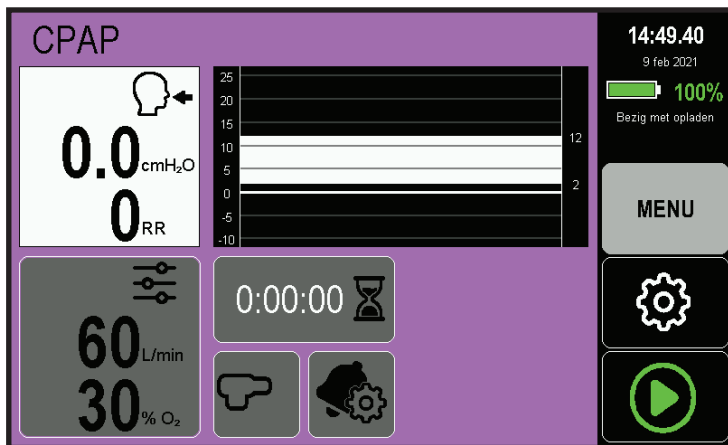 CPAP
14:49.40
9 feb 2021
100%
Bezig met opladen
0.0 cmH₂O
0 RR
25
20
15
10
5
0
-5
-10
12
2
MENU
60 L/min
30 % O₂
0:00:00